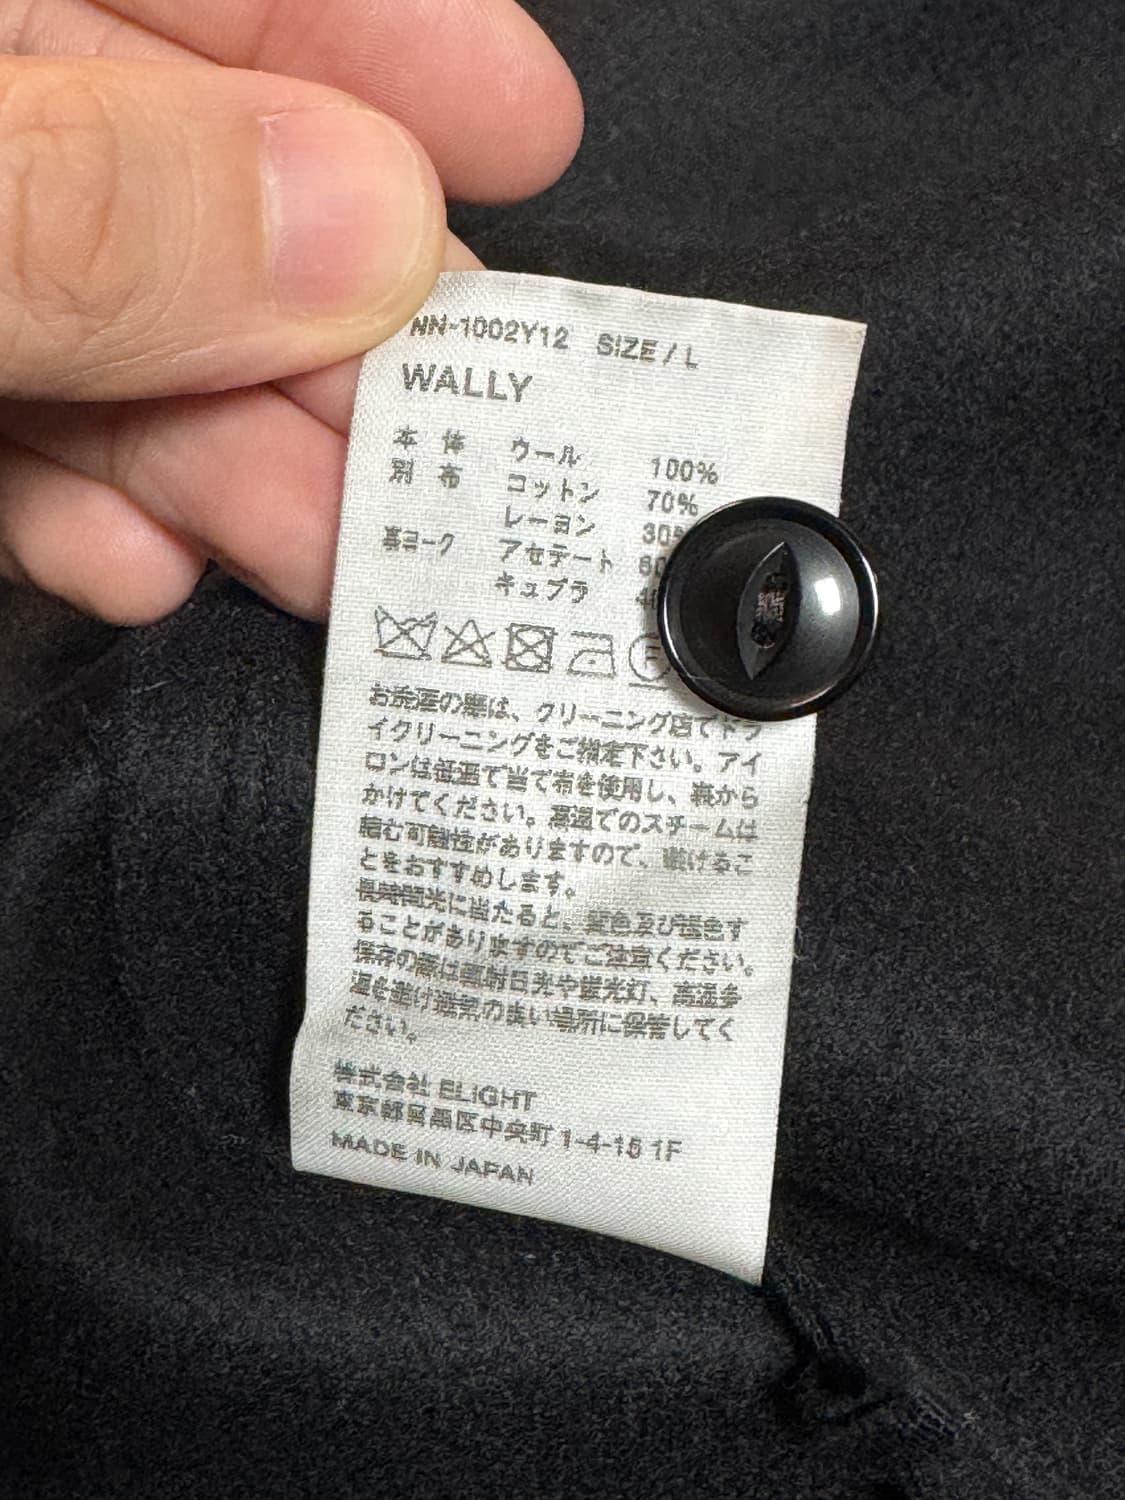 NN-1002Y12 SIZE/L
WALLY
本体 ウール 100%
別布 コットン 70%
レーヨン 30%
裏ヨーク アセテート
キュプラ
お洗濯の際は、クリーニング店でドラ
イクリーニングをご指定下さい。アイ
ロンは低温で当て布を使用し、裏から
かけてください。高温でのスチームは
縮む可能性がありますので、避けるこ
とをおすすめします。
長時間光に当たると、変色及び褪色す
ることがありますのでご注意ください。
保存の際は直射日光や蛍光灯、高温多
湿を避け通気の良い場所に保管してく
ださい。
株式会社 ELIGHT
東京都目黒区中央町 1-4-15 1F
MADE IN JAPAN